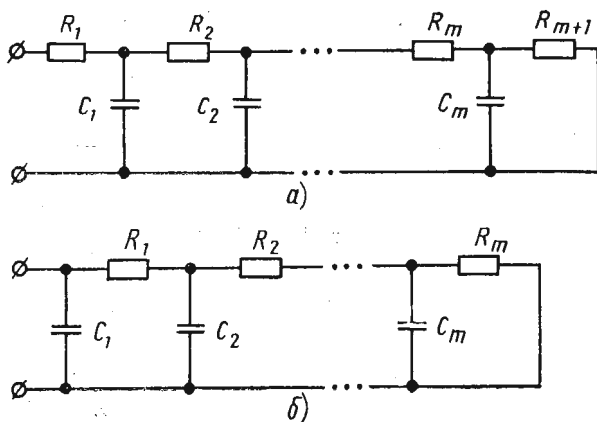 R₁ R₂ ... Rₘ Rₘ₊₁
C₁ C₂ Cₘ
... 
а)
R₁ R₂ ... Rₘ
C₁ C₂ Cₘ
...
б)